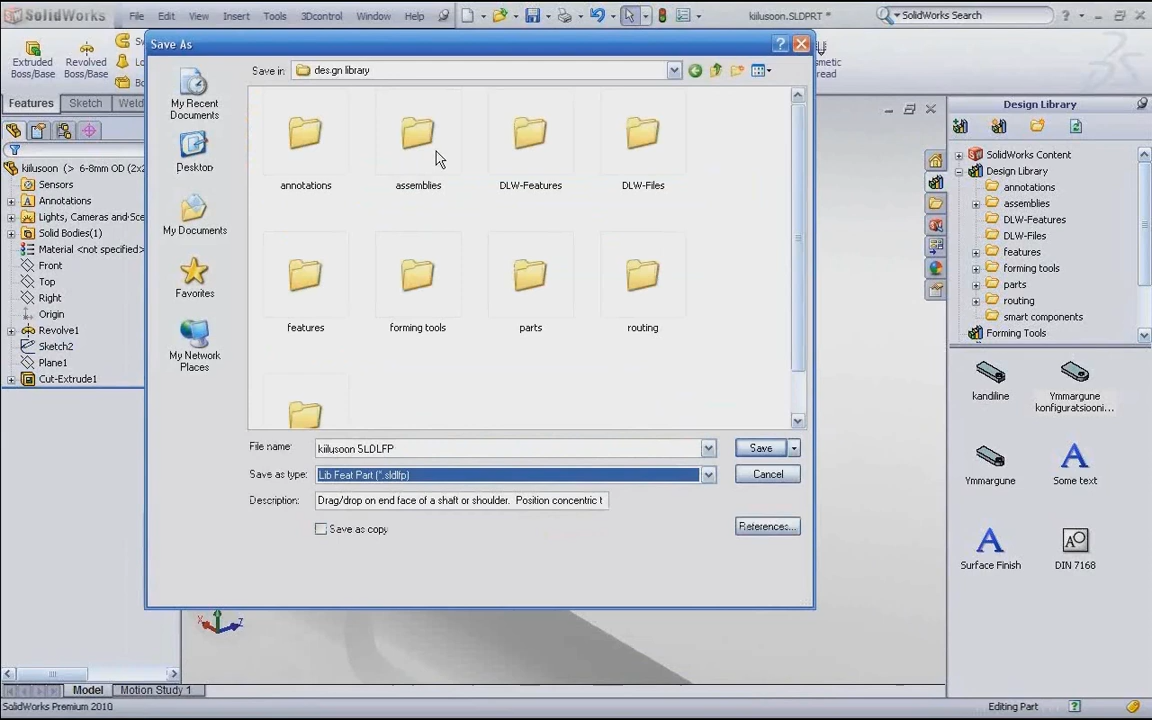 SolidWorks File Edit View Insert Tools 3Dcontrol Window Help kiilusoon.SLDPRT * SolidWorks Search
Save As
Extruded
Boss/Base
Revolved
Boss/Base
Features Sketch Weld
Save in: design library
My Recent
Documents
Desktop
My Documents
Favorites
My Network
Places
annotations assemblies DLW-Features DLW-Files
features forming tools parts routing
File name: kiilusoon SLDLFP Save
Save as type: Lib Feat Part (*.sldlfp) Cancel
Description: Drag/drop on end face of a shaft or shoulder. Position concentric t
Save as copy References...
kiilusoon (> 6-8mm OD (2x2
Sensors
Annotations
Lights, Cameras and Sce
Solid Bodies(1)
Material <not specified>
Front
Top
Right
Origin
Revolve1
Sketch2
Plane1
Cut-Extrude1
Design Library
SolidWorks Content
Design Library
annotations
assemblies
DLW-Features
DLW-Files
features
forming tools
parts
routing
smart components
Forming Tools
kandiline
Ymmargune
konfiguratsiooni...
Ymmargune
Some text
Surface Finish
DIN 7168
Model Motion Study 1
SolidWorks Premium 2010 Editing Part